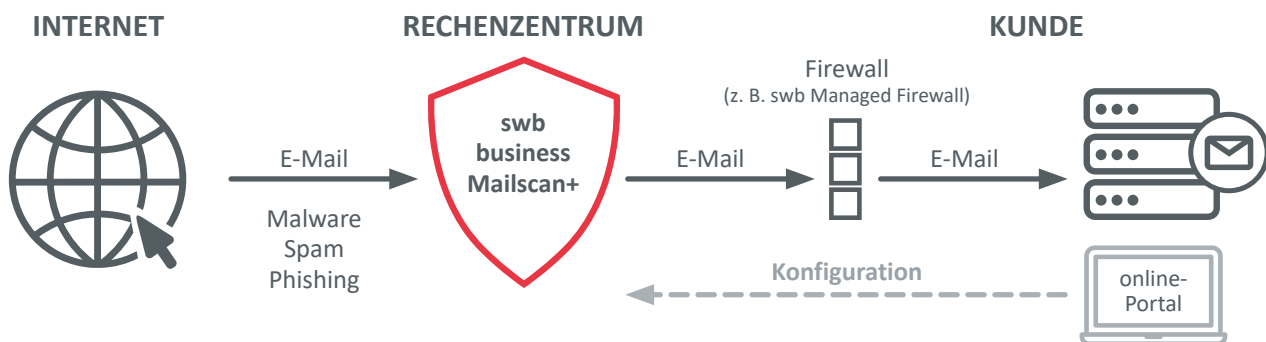 INTERNET
RECHENZENTRUM
KUNDE
Firewall
(z. B. swb Managed Firewall)
swb
business
Mailscan+
E-Mail
E-Mail
E-Mail
Malware
Spam
Phishing
Konfiguration
online-
Portal